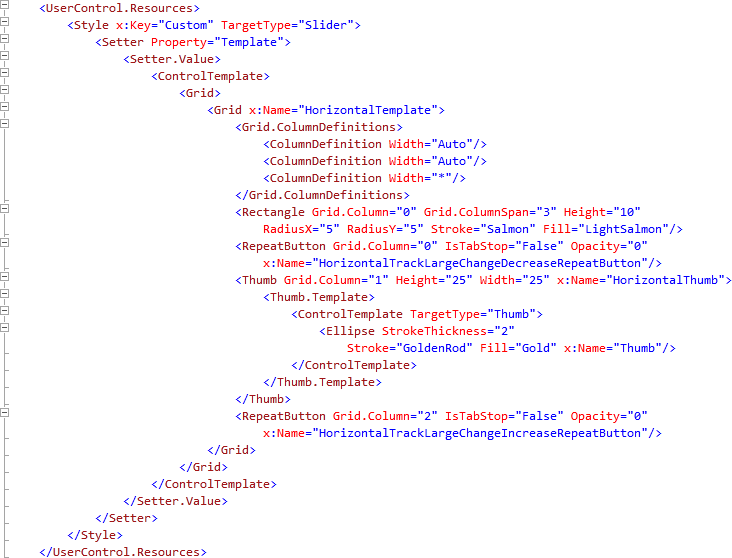 <UserControl.Resources>
<Style x:Key="Custom" TargetType="Slider">
<Setter Property="Template">
<Setter.Value>
<ControlTemplate>
<Grid>
<Grid x:Name="HorizontalTemplate">
<Grid.ColumnDefinitions>
<ColumnDefinition Width="Auto"/>
<ColumnDefinition Width="Auto"/>
<ColumnDefinition Width="*"/>
</Grid.ColumnDefinitions>
<Rectangle Grid.Column="0" Grid.ColumnSpan="3" Height="10"
RadiusX="5" RadiusY="5" Stroke="Salmon" Fill="LightSalmon"/>
<RepeatButton Grid.Column="0" IsTabStop="False" Opacity="0"
x:Name="HorizontalTrackLargeChangeDecreaseRepeatButton"/>
<Thumb Grid.Column="1" Height="25" Width="25" x:Name="HorizontalThumb">
<Thumb.Template>
<ControlTemplate TargetType="Thumb">
<Ellipse StrokeThickness="2"
Stroke="GoldenRod" Fill="Gold" x:Name="Thumb"/>
</ControlTemplate>
</Thumb.Template>
</Thumb>
<RepeatButton Grid.Column="2" IsTabStop="False" Opacity="0"
x:Name="HorizontalTrackLargeChangeIncreaseRepeatButton"/>
</Grid>
</Grid>
</ControlTemplate>
</Setter.Value>
</Setter>
</Style>
</UserControl.Resources>